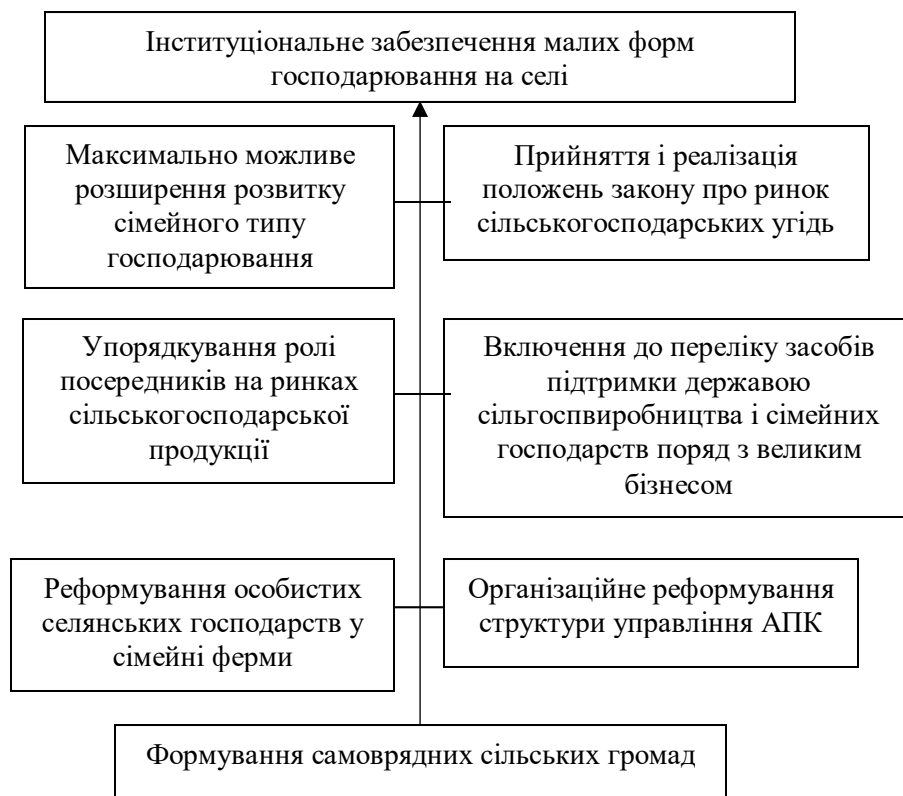 Інституціональне забезпечення малих форм
господарювання на селі
Максимально можливе
розширення розвитку
сімейного типу
господарювання
Прийняття і реалізація
положень закону про ринок
сільськогосподарських угідь
Упорядкування ролі
посередників на ринках
сільськогосподарської
продукції
Включення до переліку засобів
підтримки державою
сільгоспвиробництва і сімейних
господарств поряд з великим
бізнесом
Реформування особистих
селянських господарств у
сімейні ферми
Організаційне реформування
структури управління АПК
Формування самоврядних сільських громад